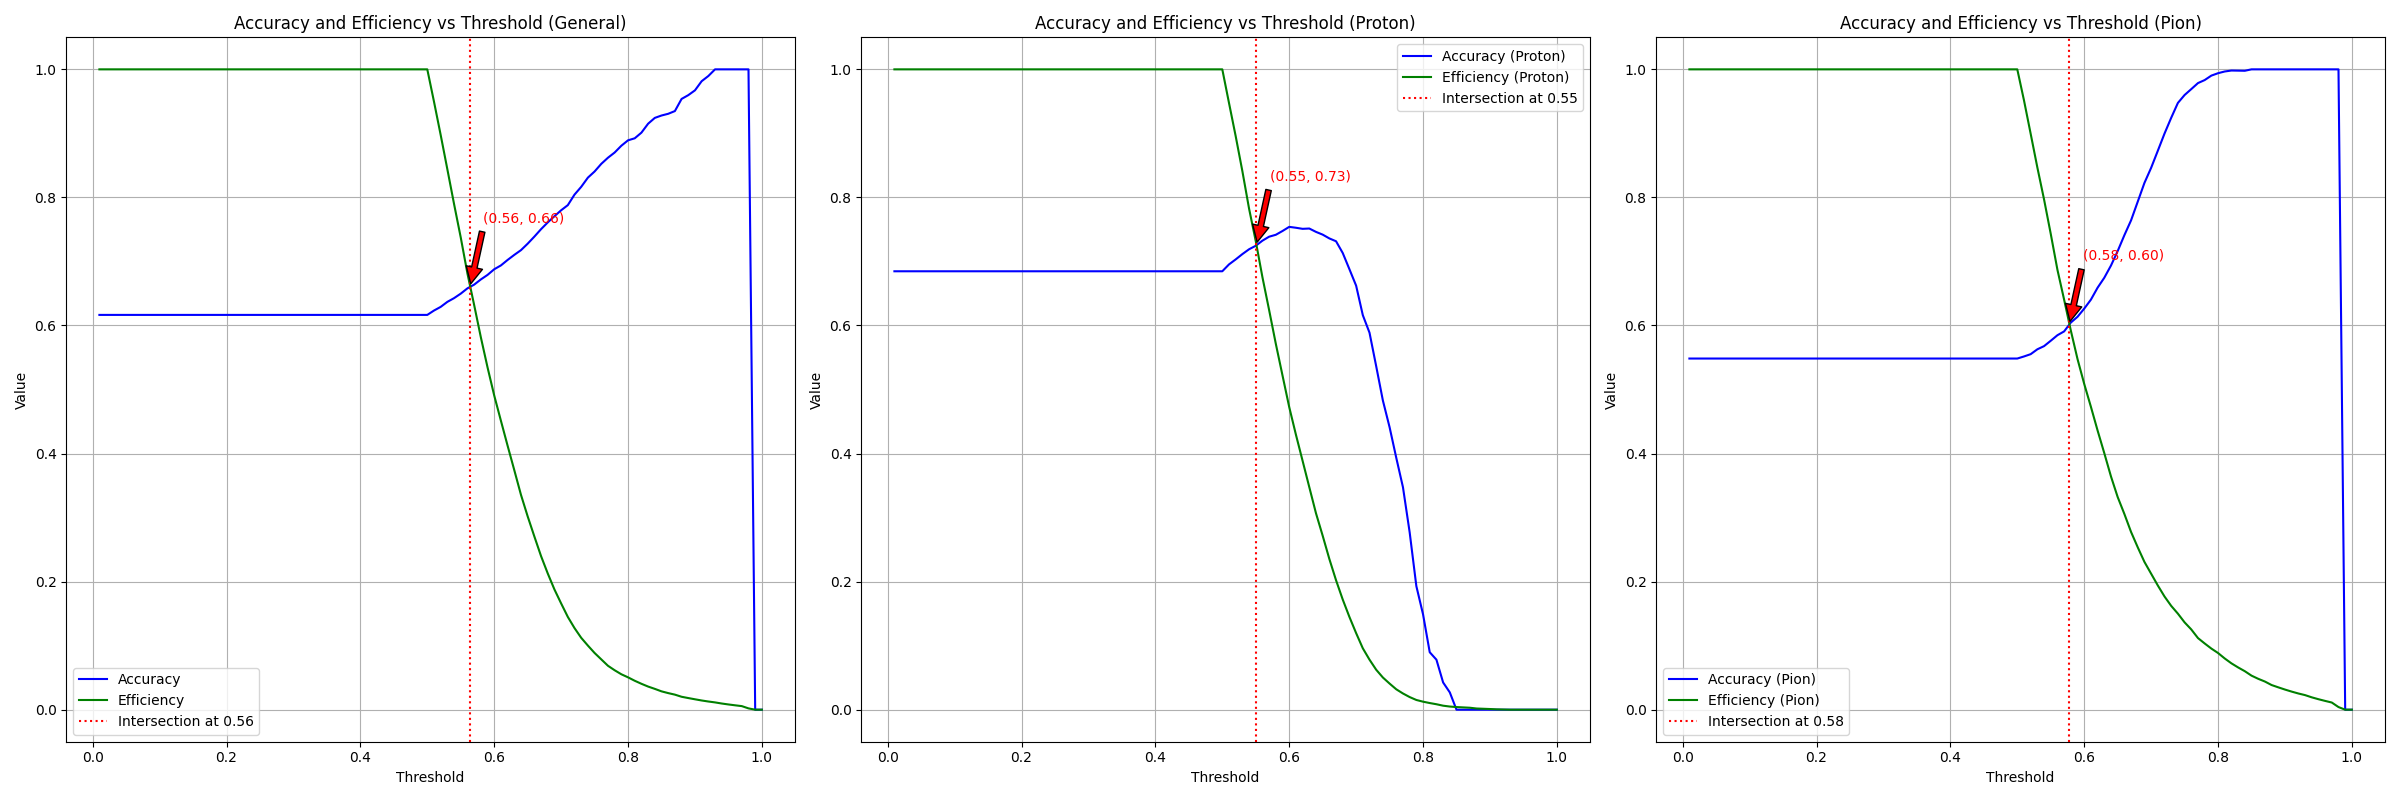 Accuracy and Efficiency vs Threshold (General)
1.0
0.8
0.6
0.4
0.2
0.0
Value
(0.56, 0.66)
Accuracy
Efficiency
Intersection at 0.56
0.0 0.2 0.4 0.6 0.8 1.0
Threshold
Accuracy and Efficiency vs Threshold (Proton)
1.0
0.8
0.6
0.4
0.2
0.0
Value
Accuracy (Proton)
Efficiency (Proton)
Intersection at 0.55
(0.55, 0.73)
0.0 0.2 0.4 0.6 0.8 1.0
Threshold
Accuracy and Efficiency vs Threshold (Pion)
1.0
0.8
0.6
0.4
0.2
0.0
Value
(0.58, 0.60)
Accuracy (Pion)
Efficiency (Pion)
Intersection at 0.58
0.0 0.2 0.4 0.6 0.8 1.0
Threshold